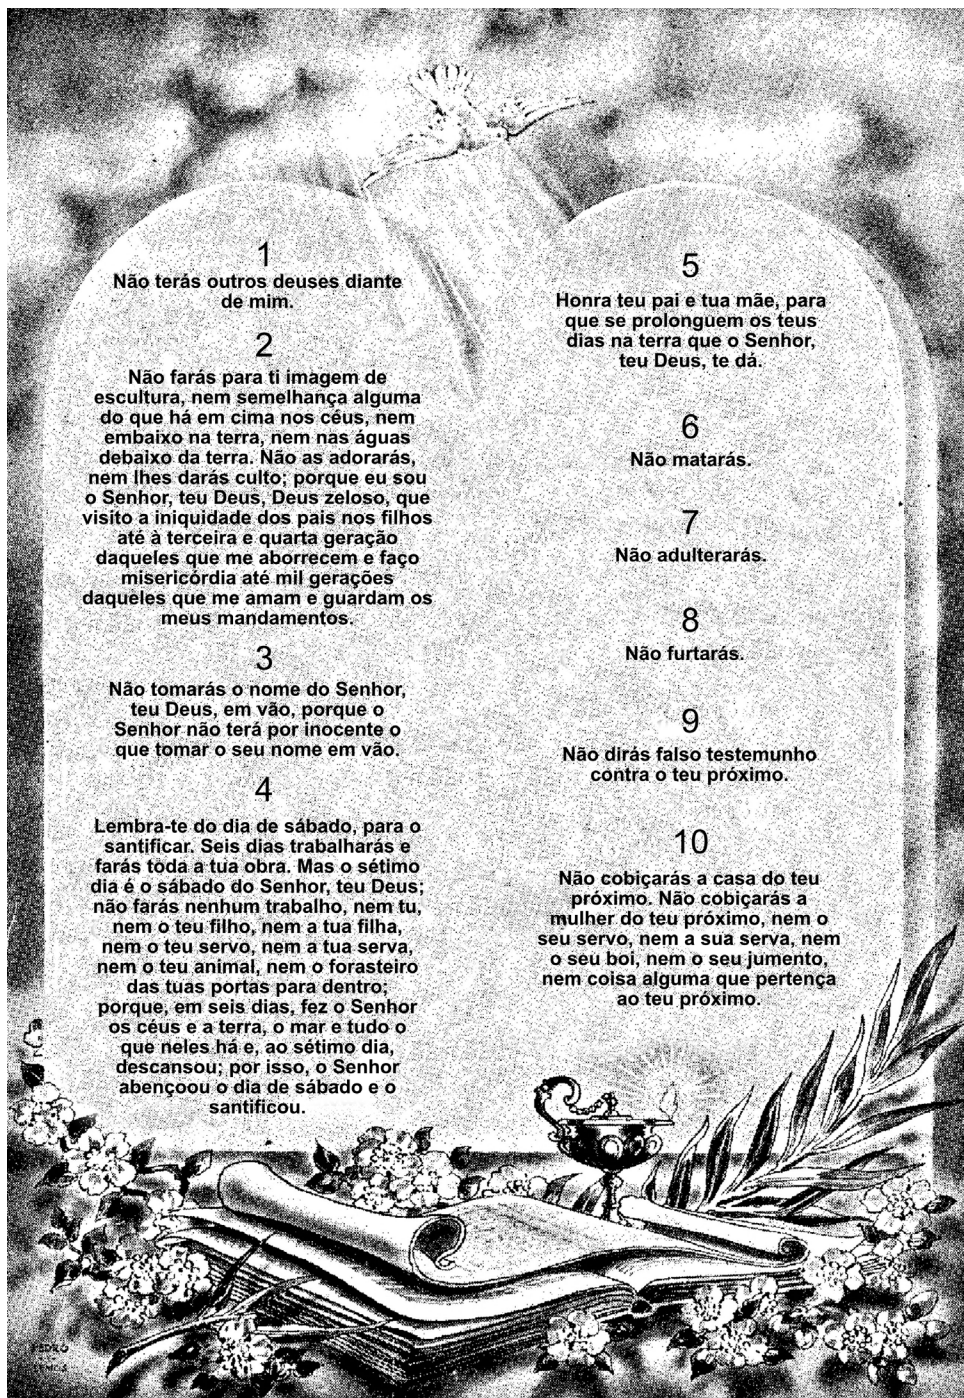 1
Não terás outros deuses diante
de mim.
2
Não farás para ti imagem de
escultura, nem semelhança alguma
do que há em cima nos céus, nem
embaixo na terra, nem nas águas
debaixo da terra. Não as adorarás,
nem lhes darás culto; porque eu sou
o Senhor, teu Deus, Deus zeloso, que
visito a iniquidade dos pais nos filhos
até à terceira e quarta geração
daqueles que me aborrecem e faço
misericórdia até mil gerações
daqueles que me amam e guardam os
meus mandamentos.
3
Não tomarás o nome do Senhor,
teu Deus, em vão, porque o
Senhor não terá por inocente o
que tomar o seu nome em vão.
4
Lembra-te do dia de sábado, para o
santificar. Seis dias trabalharás e
farás toda a tua obra. Mas o sétimo
dia é o sábado do Senhor, teu Deus;
não farás nenhum trabalho, nem tu,
nem o teu filho, nem a tua filha,
nem o teu servo, nem a tua serva,
nem o teu animal, nem o forasteiro
das tuas portas para dentro;
porque, em seis dias, fez o Senhor
os céus e a terra, o mar e tudo o
que neles há e, ao sétimo dia,
descansou; por isso, o Senhor
abençoou o dia de sábado e o
santificou.
5
Honra teu pai e tua mãe, para
que se prolonguem os teus
dias na terra que o Senhor,
teu Deus, te dá.
6
Não matarás.
7
Não adulterarás.
8
Não furtarás.
9
Não dirás falso testemunho
contra o teu próximo.
10
Não cobiçarás a casa do teu
próximo. Não cobiçarás a
mulher do teu próximo, nem o
seu servo, nem a sua serva, nem
o seu boi, nem o seu jumento,
nem coisa alguma que pertença
ao teu próximo.
PEDRO